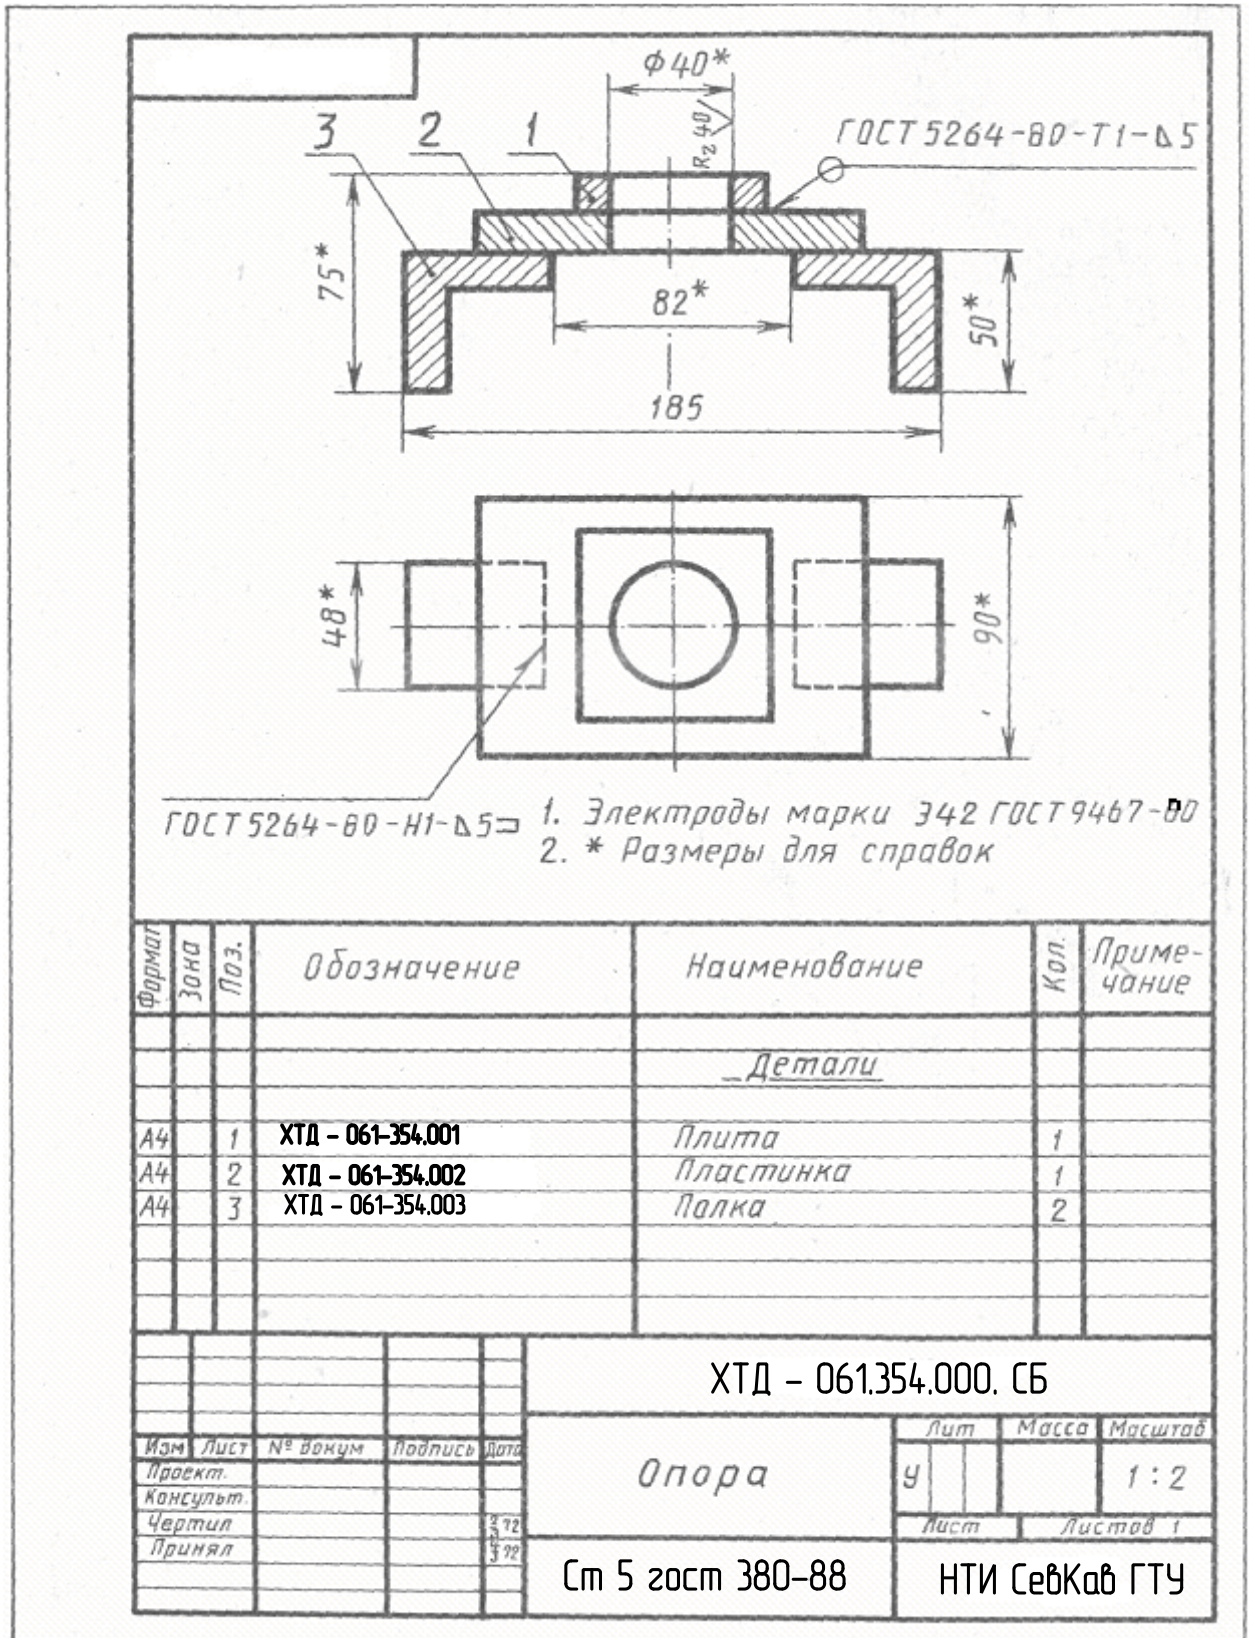 Ф40*
Rz 40
ГОСТ 5264-80-Т1-⊿5
3 2 1
75*
82*
50*
185
48*
90*
ГОСТ 5264-80-Н1-⊿5⊐
1. Электроды марки Э42 ГОСТ 9467-80
2. * Размеры для справок
Формат Зона Поз. Обозначение Наименование Кол. Приме-
чание
Детали
А4 1 ХТД - 061-354.001 Плита 1
А4 2 ХТД - 061-354.002 Пластинка 1
А4 3 ХТД - 061-354.003 Полка 2
ХТД - 061.354.000. СБ
Изм Лист № докум Подпись Дата
Проект.
Консульт.
Чертил
Принял
Опора
Лит Масса Масштаб
У 1 : 2
Лист Листов 1
Ст 5 гост 380-88
НТИ СевКав ГТУ